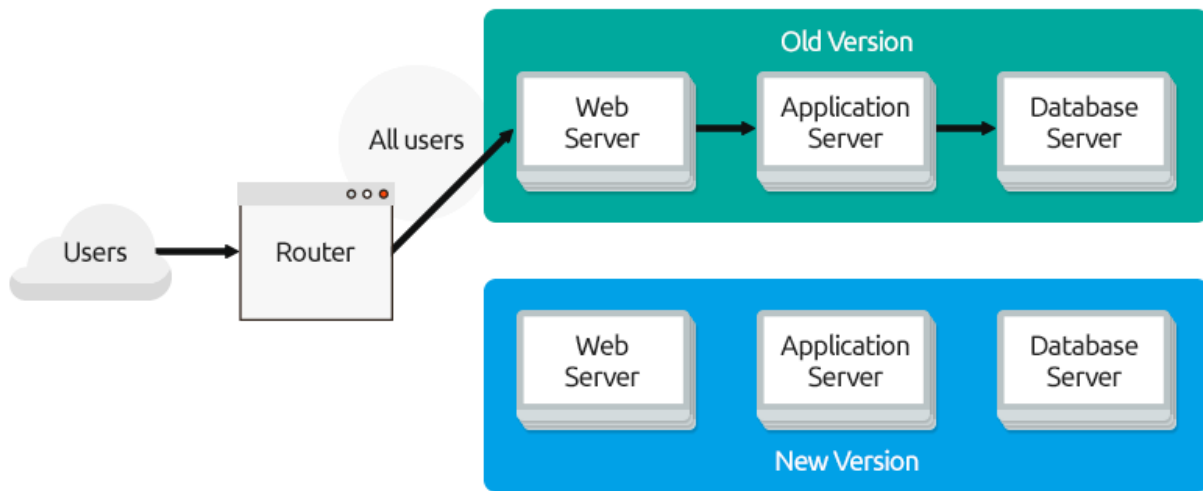 Old Version
Web
Server
Application
Server
Database
Server
All users
Users
Router
Web
Server
Application
Server
Database
Server
New Version